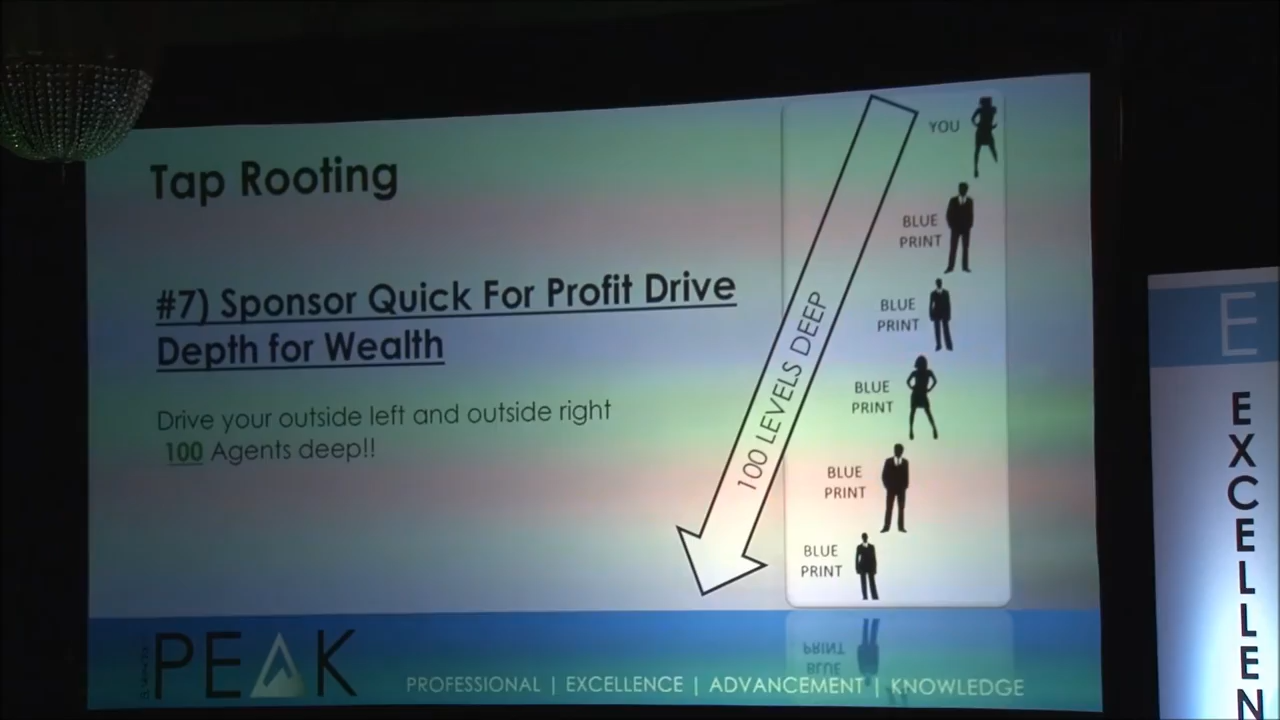 Tap Rooting
#7) Sponsor Quick For Profit Drive
Depth for Wealth
Drive your outside left and outside right
100 Agents deep!!
100 LEVELS DEEP
YOU
BLUE
PRINT
BLUE
PRINT
BLUE
PRINT
BLUE
PRINT
BLUE
PRINT
PRINT
BLUE
PEAK
PROFESSIONAL | EXCELLENCE | ADVANCEMENT | KNOWLEDGE
E
EXCELLEN